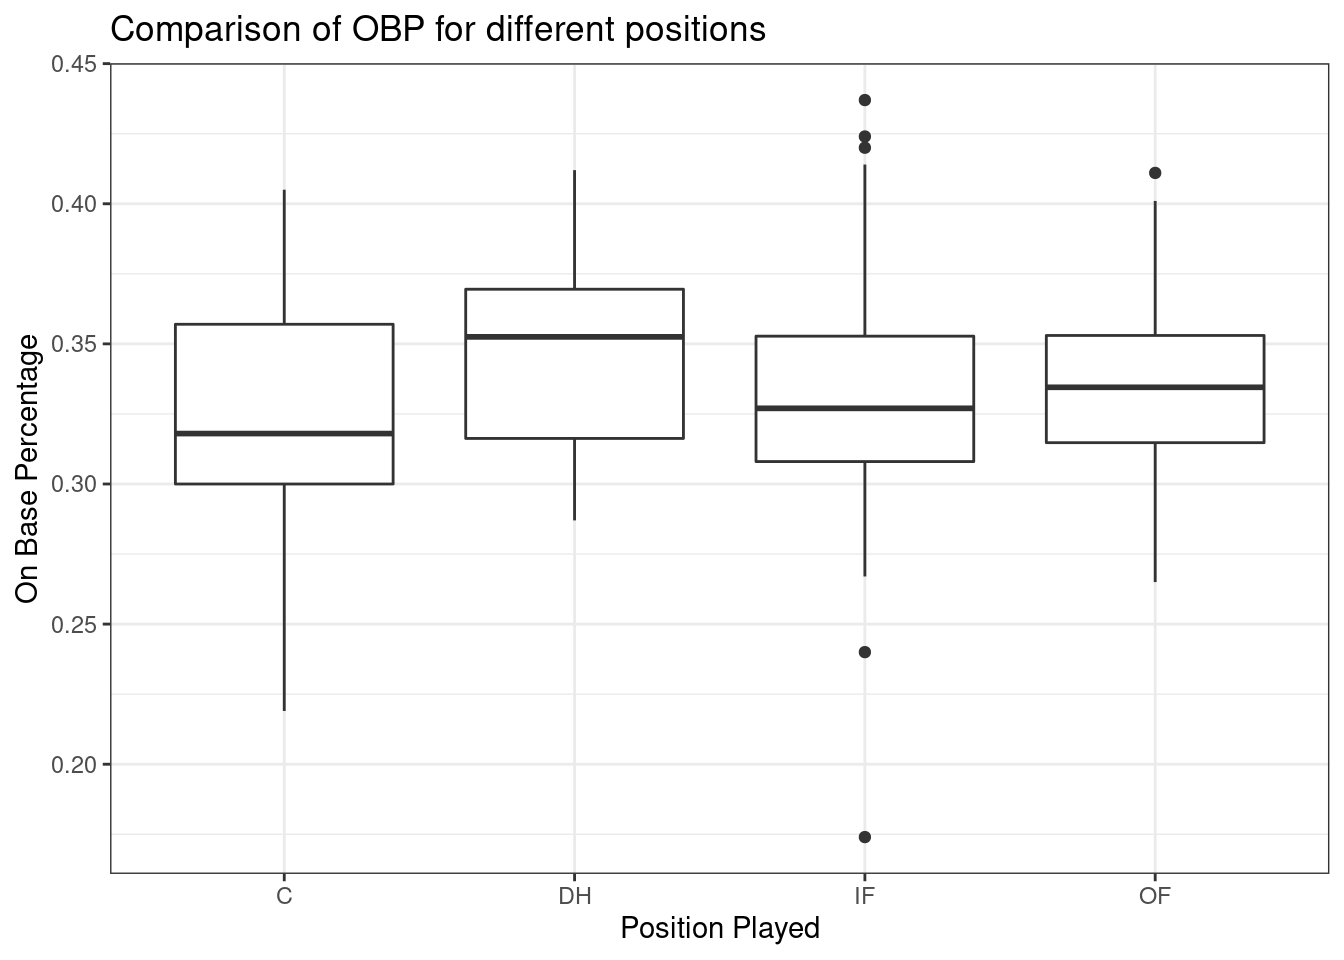 Comparison of OBP for different positions
On Base Percentage
0.45
0.40
0.35
0.30
0.25
0.20
C DH IF OF
Position Played